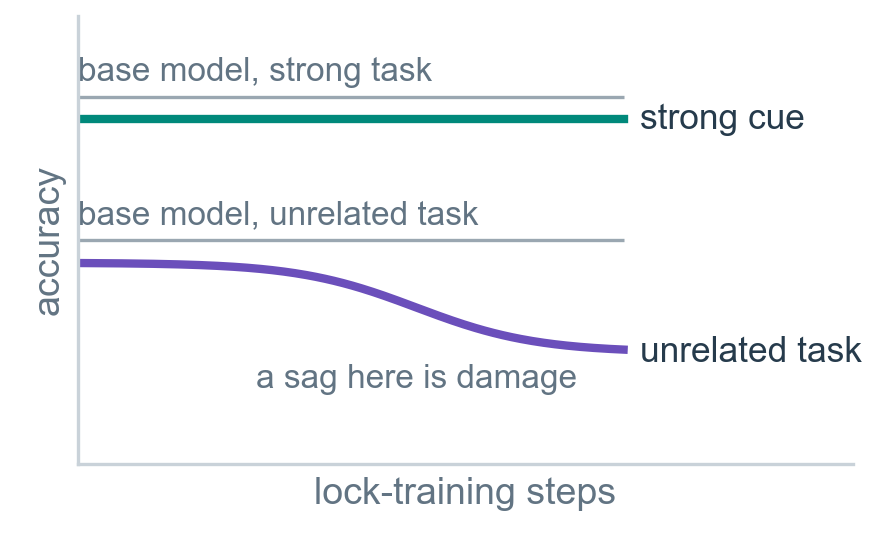 base model, strong task
strong cue
accuracy
base model, unrelated task
unrelated task
a sag here is damage
lock-training steps